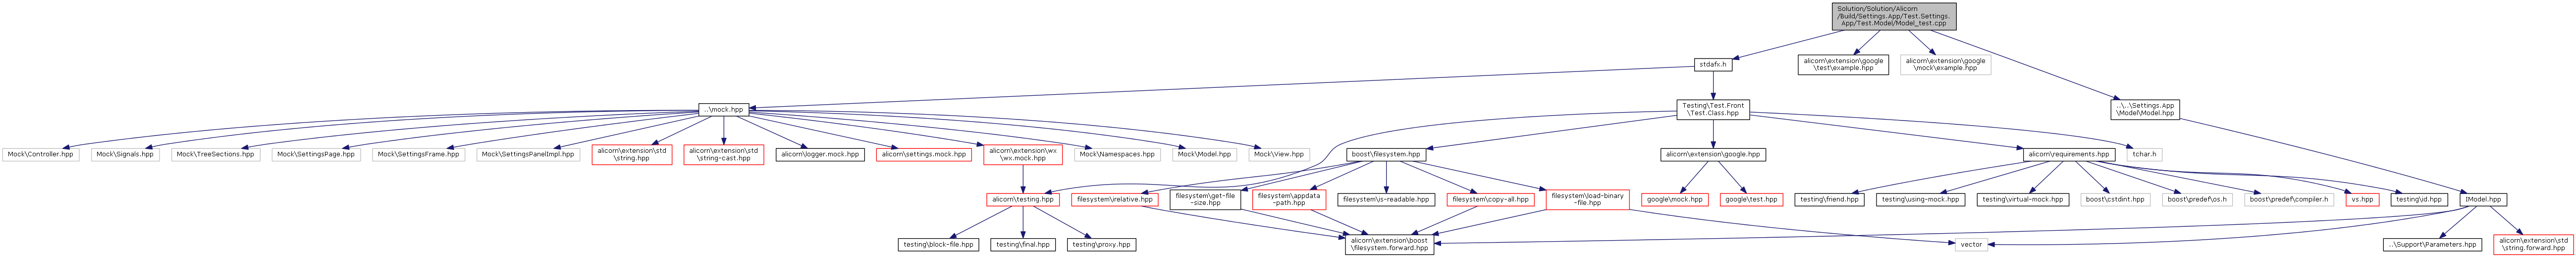 Solution/Solution/Alicorn
/Build/Settings.App/Test.Settings.
App/Test.Model/Model_test.cpp
stdafx.h
alicorn\extension\google
\test\example.hpp
alicorn\extension\google
\mock\example.hpp
..\mock.hpp
Testing\Test.Front
\Test.Class.hpp
..\..\Settings.App
\Model\Model.hpp
Mock\Controller.hpp
Mock\Signals.hpp
Mock\TreeSections.hpp
Mock\SettingsPage.hpp
Mock\SettingsFrame.hpp
Mock\SettingsPanelImpl.hpp
alicorn\extension\std
\string.hpp
alicorn\extension\std
\string-cast.hpp
alicorn\logger.mock.hpp
alicorn\settings.mock.hpp
alicorn\extension\wx
\wx.mock.hpp
Mock\Namespaces.hpp
Mock\Model.hpp
Mock\View.hpp
boost\filesystem.hpp
alicorn\extension\google.hpp
alicorn\requirements.hpp
tchar.h
alicorn\testing.hpp
filesystem\irelative.hpp
filesystem\get-file
-size.hpp
filesystem\appdata
-path.hpp
filesystem\is-readable.hpp
filesystem\copy-all.hpp
filesystem\load-binary
-file.hpp
google\mock.hpp
google\test.hpp
testing\friend.hpp
testing\using-mock.hpp
testing\virtual-mock.hpp
boost\cstdint.hpp
boost\predef\os.h
boost\predef\compiler.h
vs.hpp
testing\id.hpp
IModel.hpp
testing\block-file.hpp
testing\final.hpp
testing\proxy.hpp
alicorn\extension\boost
\filesystem.forward.hpp
vector
..\Support\Parameters.hpp
alicorn\extension\std
\string.forward.hpp